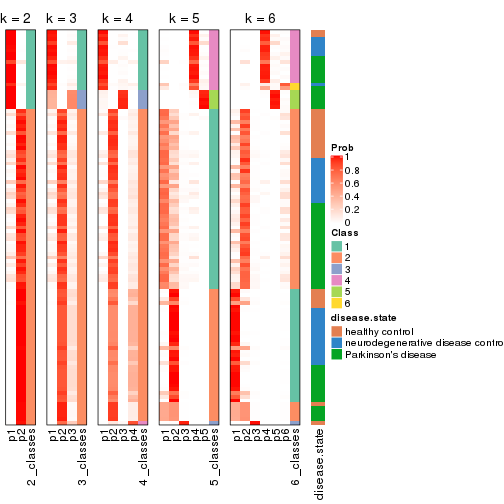 k = 2 k = 3 k = 4 k = 5 k = 6
Prob
1
0.8
0.6
0.4
0.2
0
Class
1
2
3
4
5
6
disease.state
healthy control
neurodegenerative disease contro
Parkinson's disease
p1 p2 2_classes p1 p2 p3 3_classes p1 p2 p3 p4 4_classes p1 p2 p3 p4 p5 5_classes p1 p2 p3 p4 p5 p6 6_classes disease.state